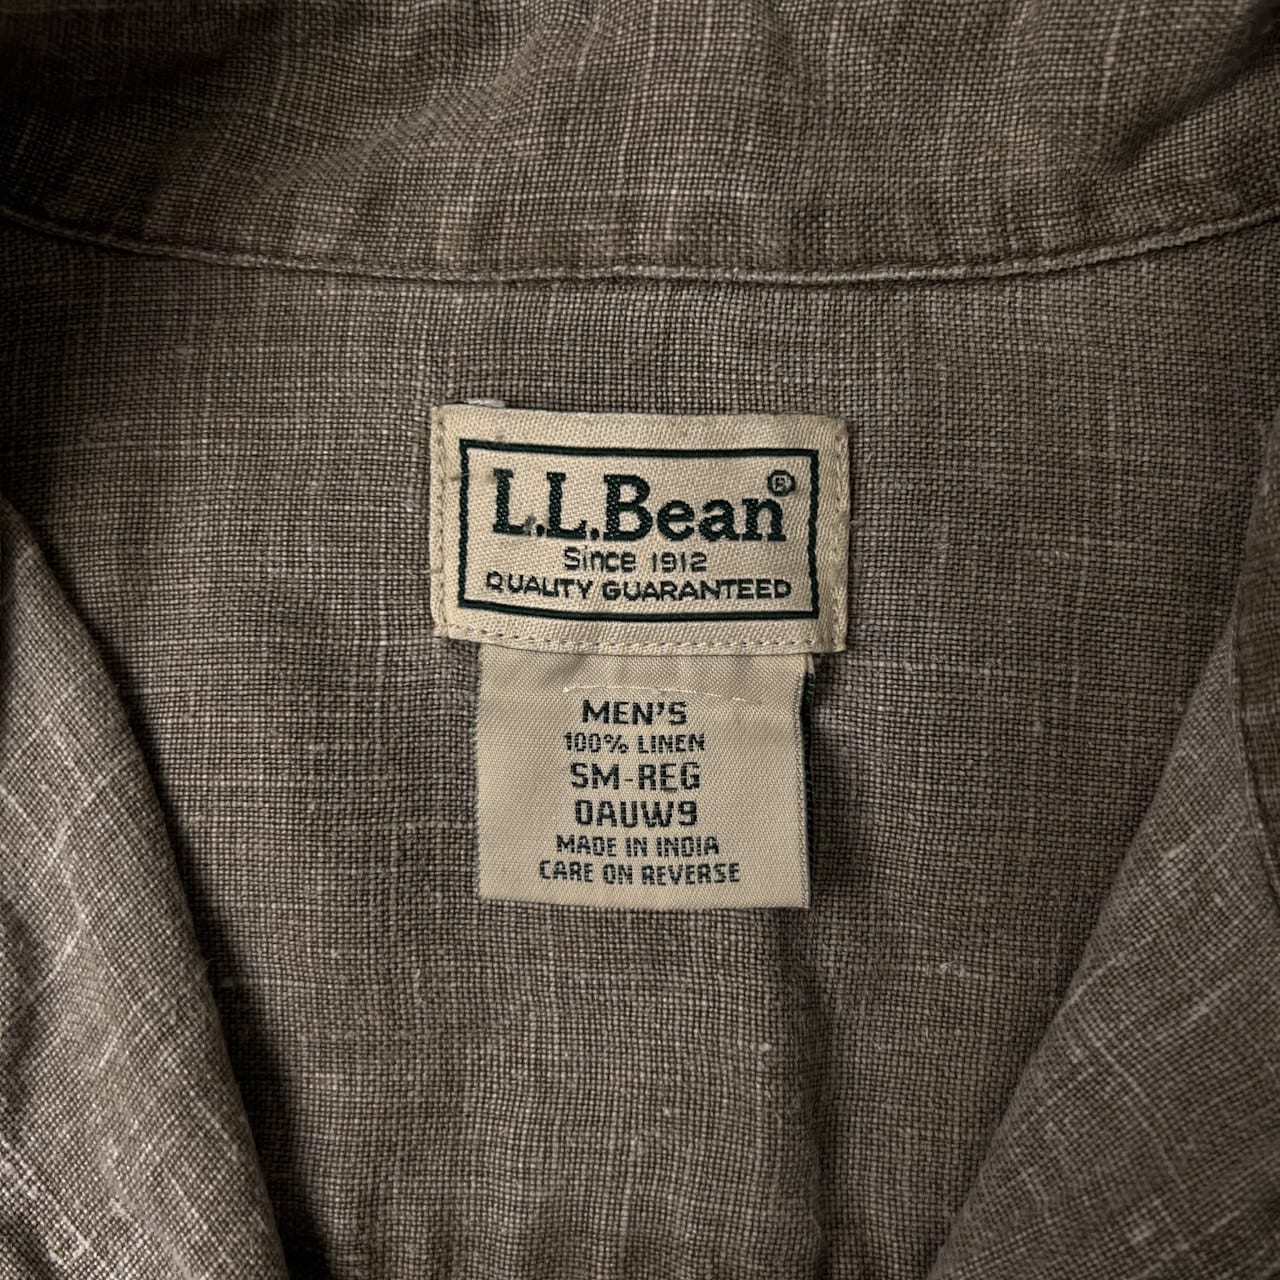 L.L.Bean®
Since 1912
QUALITY GUARANTEED
MEN'S
100% LINEN
SM-REG
0AUW9
MADE IN INDIA
CARE ON REVERSE